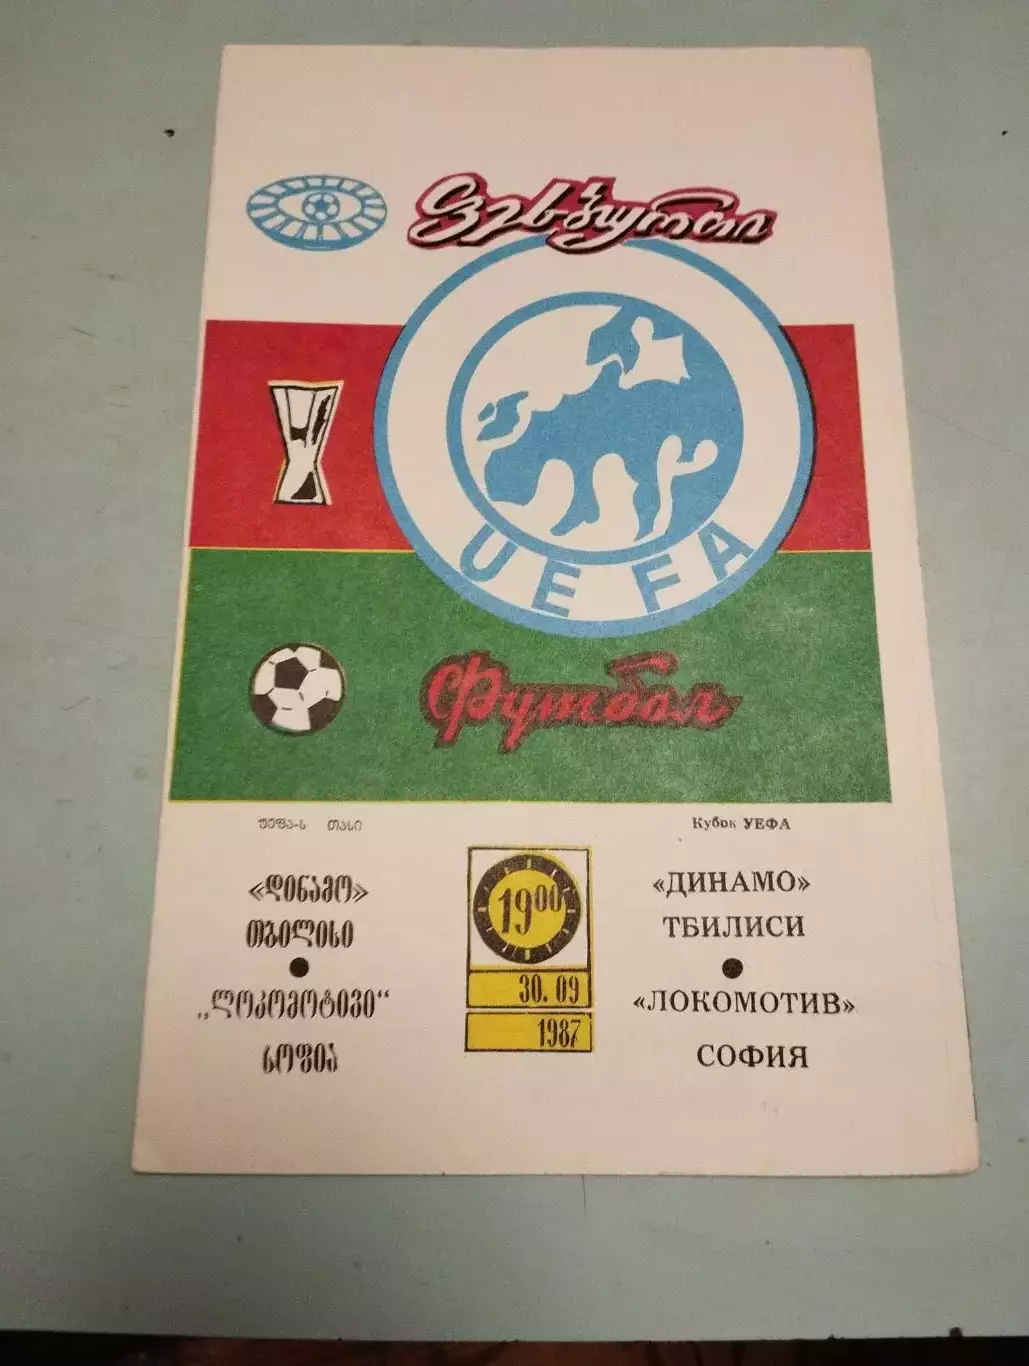 ფეხბურთი
UEFA
Футбол
უეფა-ს თასი
«დინამო»
თბილისი
„ლოკომოტივი“
სოფია
19⁰⁰
30.09
1987
Кубок УЕФА
«ДИНАМО»
ТБИЛИСИ
«ЛОКОМОТИВ»
СОФИЯ